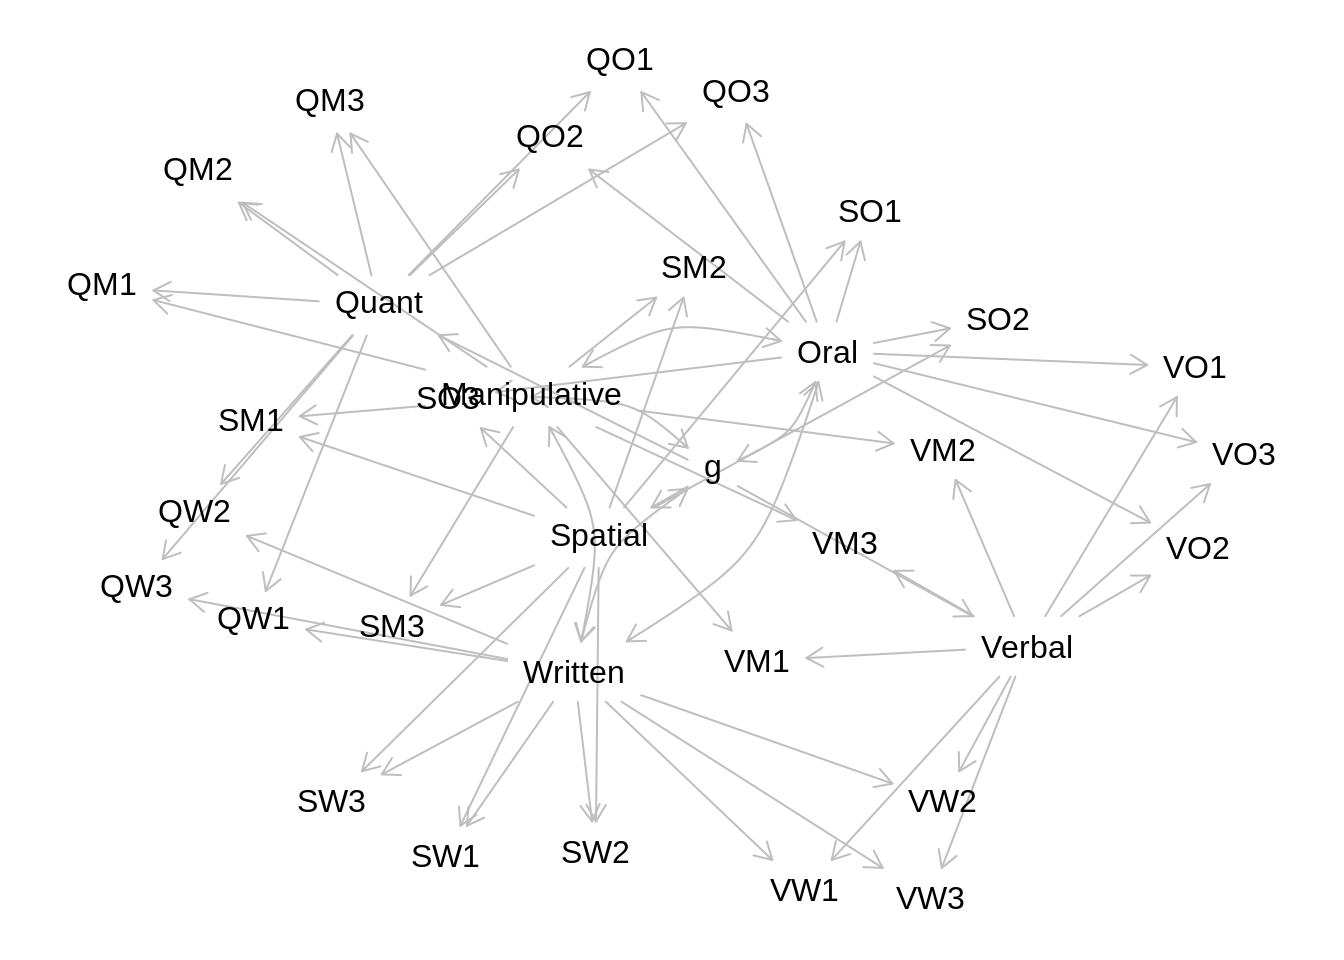 QO1
QO3
QM3
QO2
QM2
SO1
SM2
QM1
Quant
SO2
Oral
VO1
SO3
Manipulative
SM1
VM2
VO3
g
QW2
Spatial
VM3
VO2
QW3
QW1
SM3
Verbal
VM1
Written
SW3
VW2
SW2
SW1
VW1
VW3